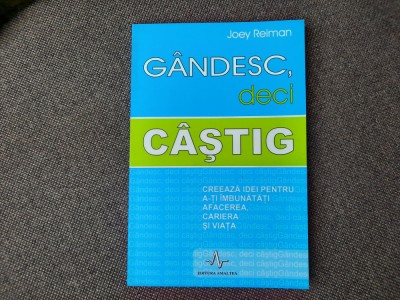 Joey Reiman
GÂNDESC,
deci
CÂŞTIG
CREEAZĂ IDEI PENTRU
A-ŢI ÎMBUNĂTĂŢI
AFACEREA,
CARIERA
ŞI VIAŢA
EDITURA AMALTEA